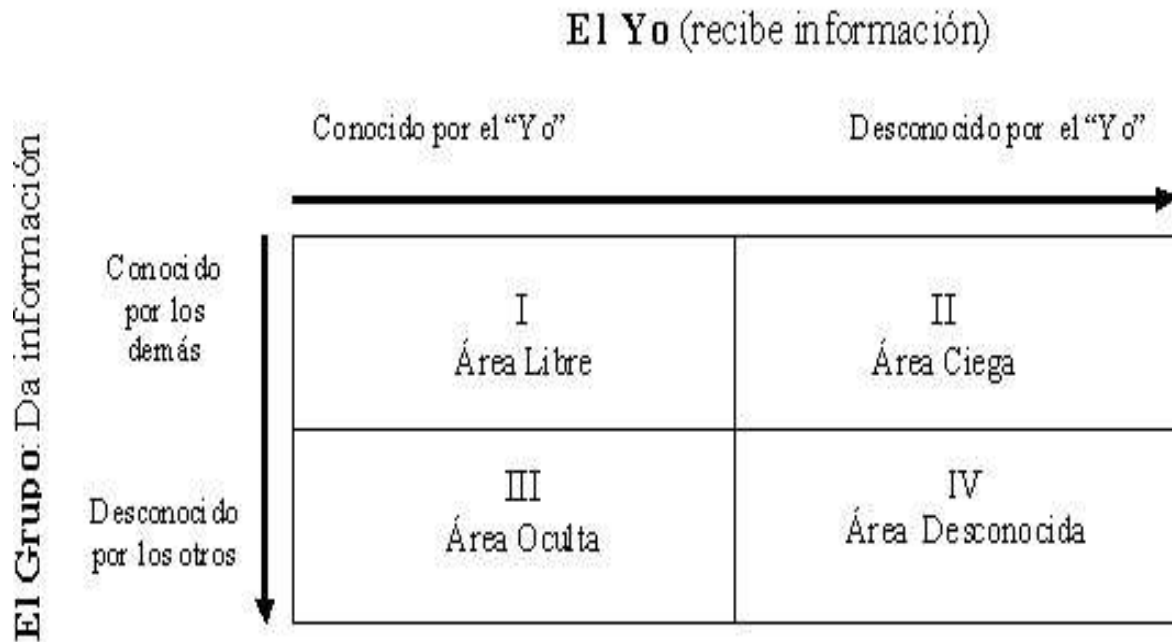 El Yo (recibe información)
Conocido por el “Yo”
Desconocido por el “Yo”
El Grupo: Da información
Conocido
por los
demás
Desconocido
por los otros
I
Área Libre
II
Área Ciega
III
Área Oculta
IV
Área Desconocida